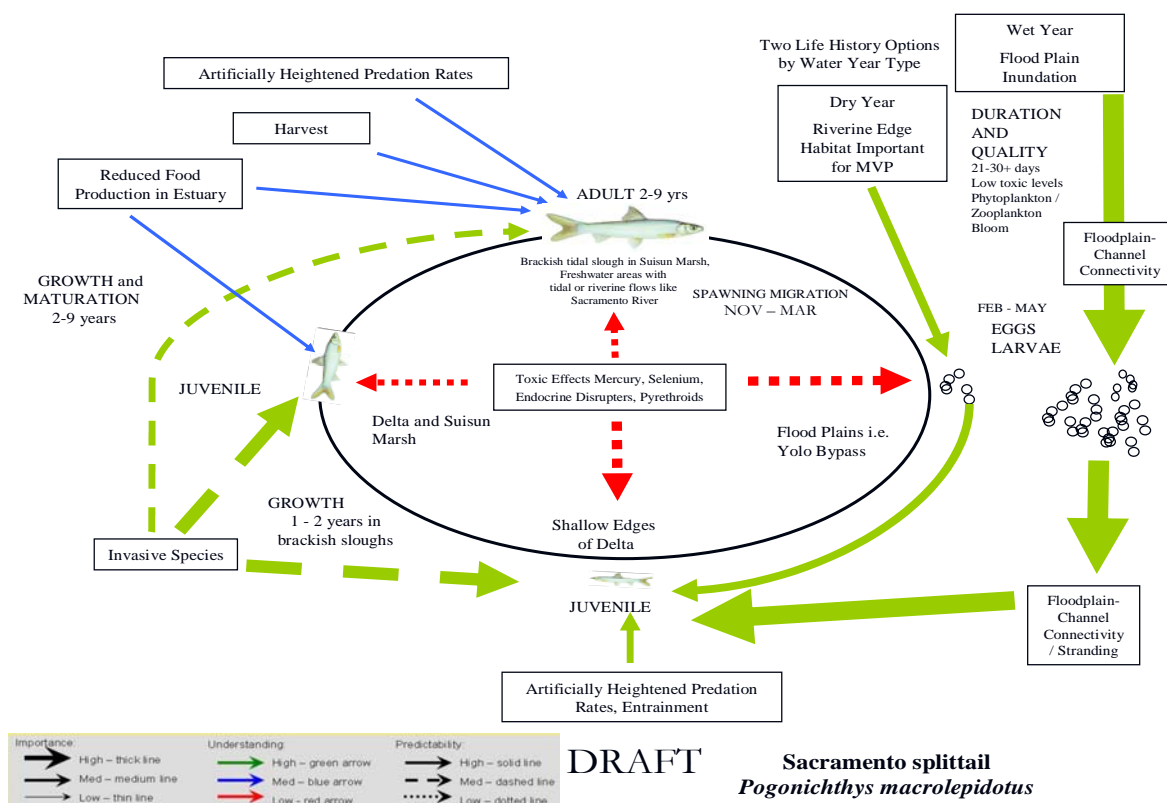 Two Life History Options
by Water Year Type
Wet Year
Flood Plain
Inundation
Artificially Heightened Predation Rates
Dry Year
Riverine Edge
Habitat Important
for MVP
DURATION
AND
QUALITY
21-30+ days
Low toxic levels
Phytoplankton /
Zooplankton
Bloom
Harvest
Reduced Food
Production in Estuary
ADULT 2-9 yrs
Floodplain-
Channel
Connectivity
Brackish tidal slough in Suisun Marsh,
Freshwater areas with
tidal or riverine flows like
Sacramento River
GROWTH and
MATURATION
2-9 years
SPAWNING MIGRATION
NOV – MAR
FEB - MAY
EGGS
LARVAE
JUVENILE
Toxic Effects Mercury, Selenium,
Endocrine Disrupters, Pyrethroids
Delta and Suisun
Marsh
Flood Plains i.e.
Yolo Bypass
GROWTH
1 - 2 years in
brackish sloughs
Shallow Edges
of Delta
Invasive Species
JUVENILE
Floodplain-
Channel
Connectivity
/ Stranding
Artificially Heightened Predation
Rates, Entrainment
Importance:
High – thick line
Med – medium line
Low – thin line
Understanding:
High – green arrow
Med – blue arrow
Low - red arrow
Predictability:
High – solid line
Med – dashed line
Low – dotted line
DRAFT
Sacramento splittail
Pogonichthys macrolepidotus